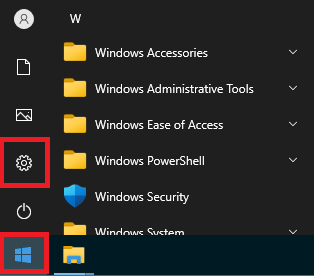 W
Windows Accessories
Windows Administrative Tools
Windows Ease of Access
Windows PowerShell
Windows Security
Windows System